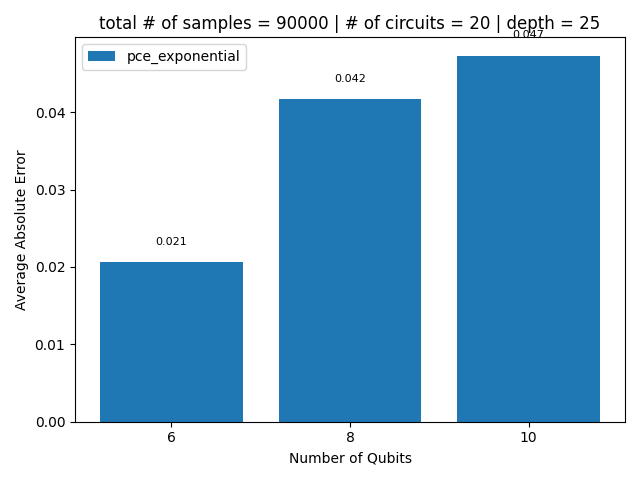 total # of samples = 90000 | # of circuits = 20 | depth = 25
pce_exponential
0.047
0.042
0.021
Average Absolute Error
0.04
0.03
0.02
0.01
0.00
6
8
10
Number of Qubits